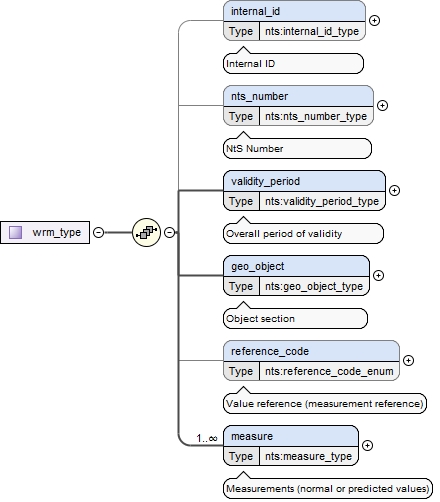 internal_id
Type nts:internal_id_type
Internal ID
nts_number
Type nts:nts_number_type
NtS Number
validity_period
Type nts:validity_period_type
Overall period of validity
wrm_type
geo_object
Type nts:geo_object_type
Object section
reference_code
Type nts:reference_code_enum
Value reference (measurement reference)
1..∞
measure
Type nts:measure_type
Measurements (normal or predicted values)